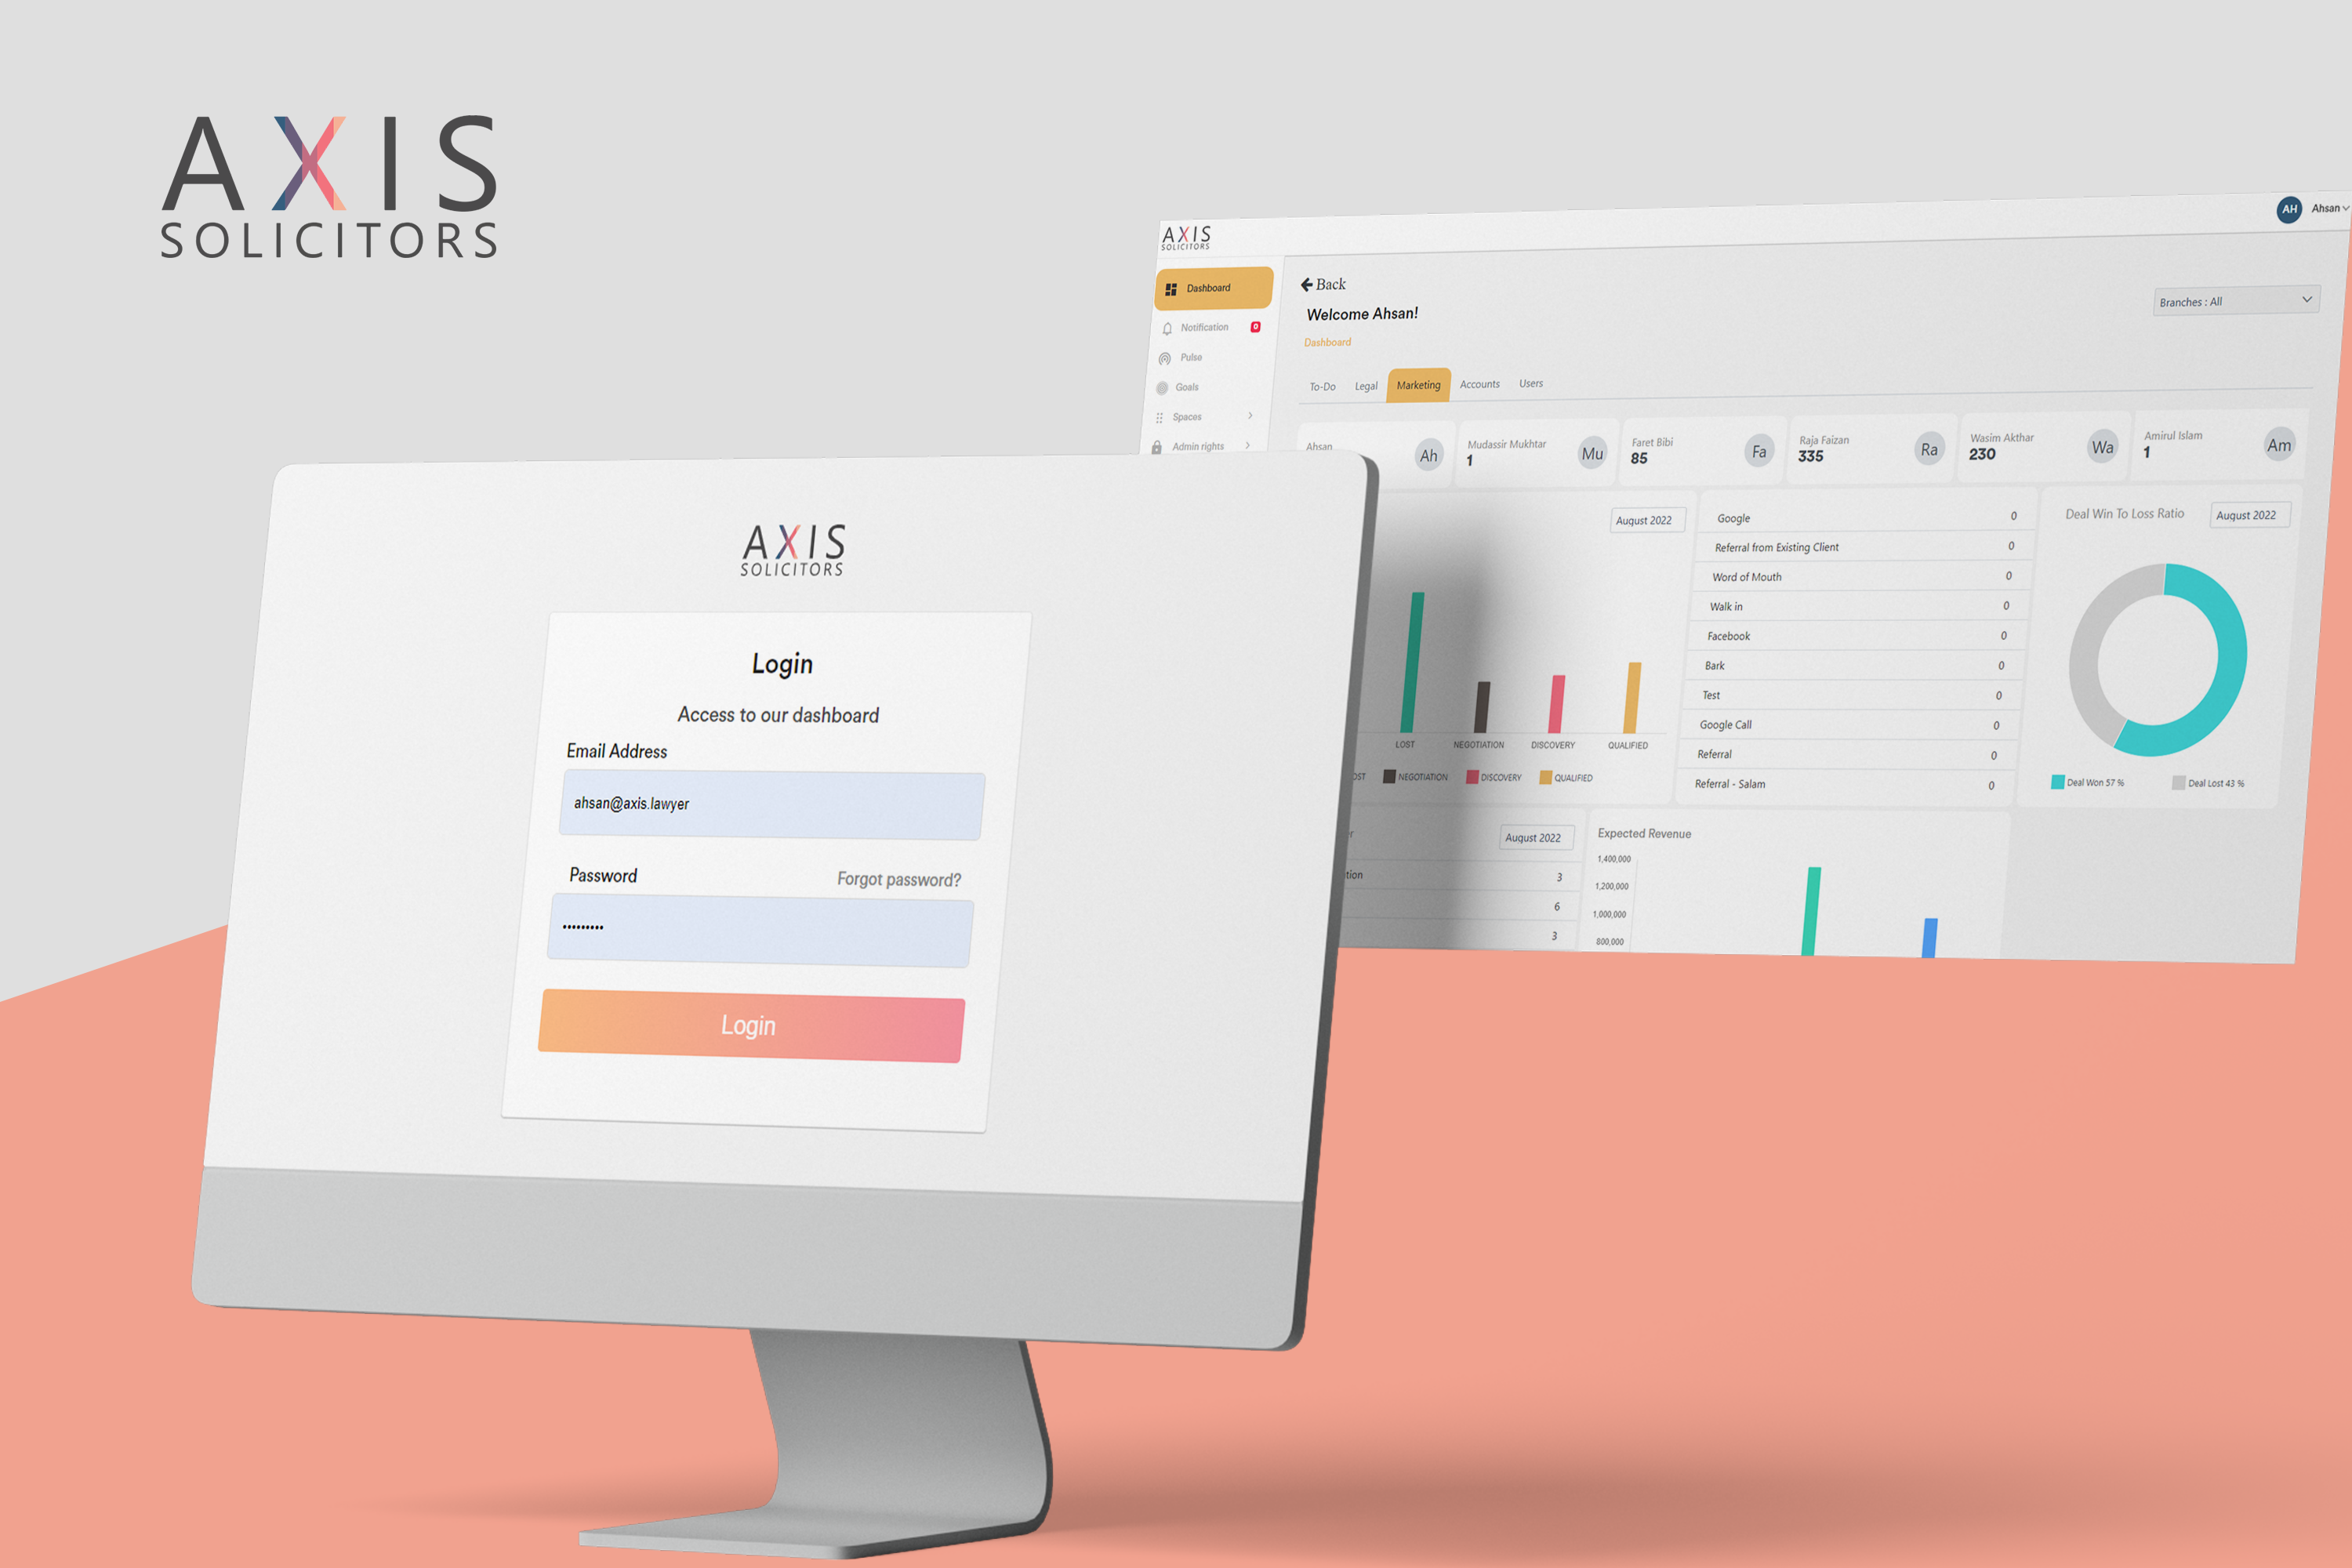 AXIS
SOLICITORS
AXIS
SOLICITORS
AH Ahsan
Dashboard
Notification 0
Pulse
Goals
Spaces
Admin rights
Back
Welcome Ahsan!
Dashboard
Branches : All
To-Do Legal Marketing Accounts Users
Ahsan
Ah
Mudassir Mukhtar
1
Mu
Faret Bibi
85
Fa
Raja Faizan
335
Ra
Wasim Akthar
230
Wa
Amirul Islam
1
Am
August 2022
LOST NEGOTIATION DISCOVERY QUALIFIED
OST NEGOTIATION DISCOVERY QUALIFIED
Google 0
Referral from Existing Client 0
Word of Mouth 0
Walk in 0
Facebook 0
Bark 0
Test 0
Google Call 0
Referral 0
Referral - Salam 0
Deal Win To Loss Ratio
August 2022
Deal Won 57 % Deal Lost 43 %
August 2022
tion 3
6
3
Expected Revenue
1,400,000
1,200,000
1,000,000
800,000
AXIS
SOLICITORS
Login
Access to our dashboard
Email Address
ahsan@axis.lawyer
Password Forgot password?
Login